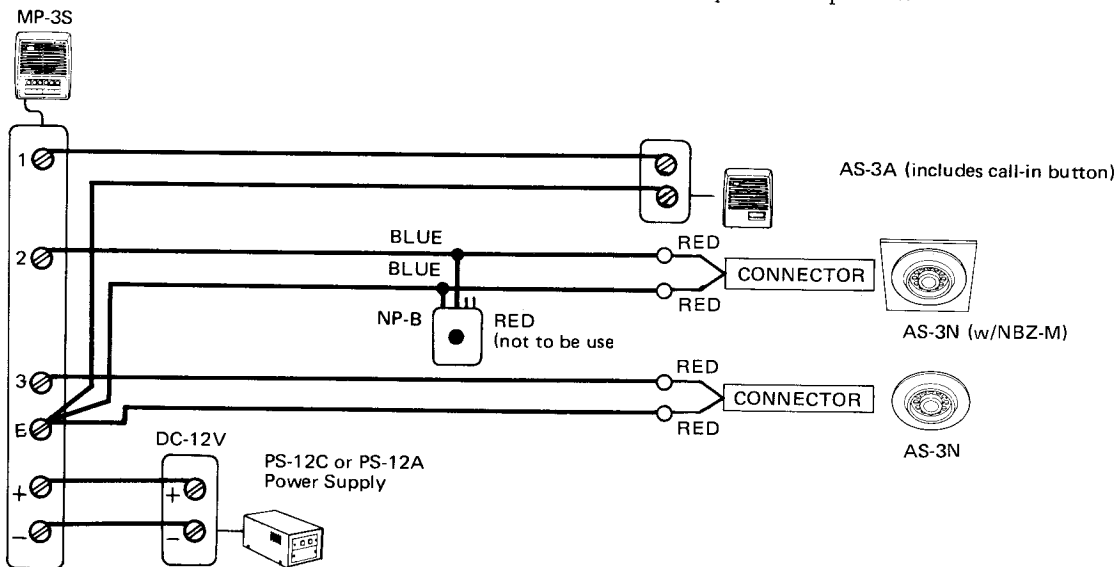 MP-3S
1
AS-3A (includes call-in button)
2
BLUE
BLUE
RED
CONNECTOR
RED
NP-B
RED
(not to be use
AS-3N (w/NBZ-M)
3
RED
CONNECTOR
RED
E
AS-3N
DC-12V
PS-12C or PS-12A
Power Supply
+
+
-
-